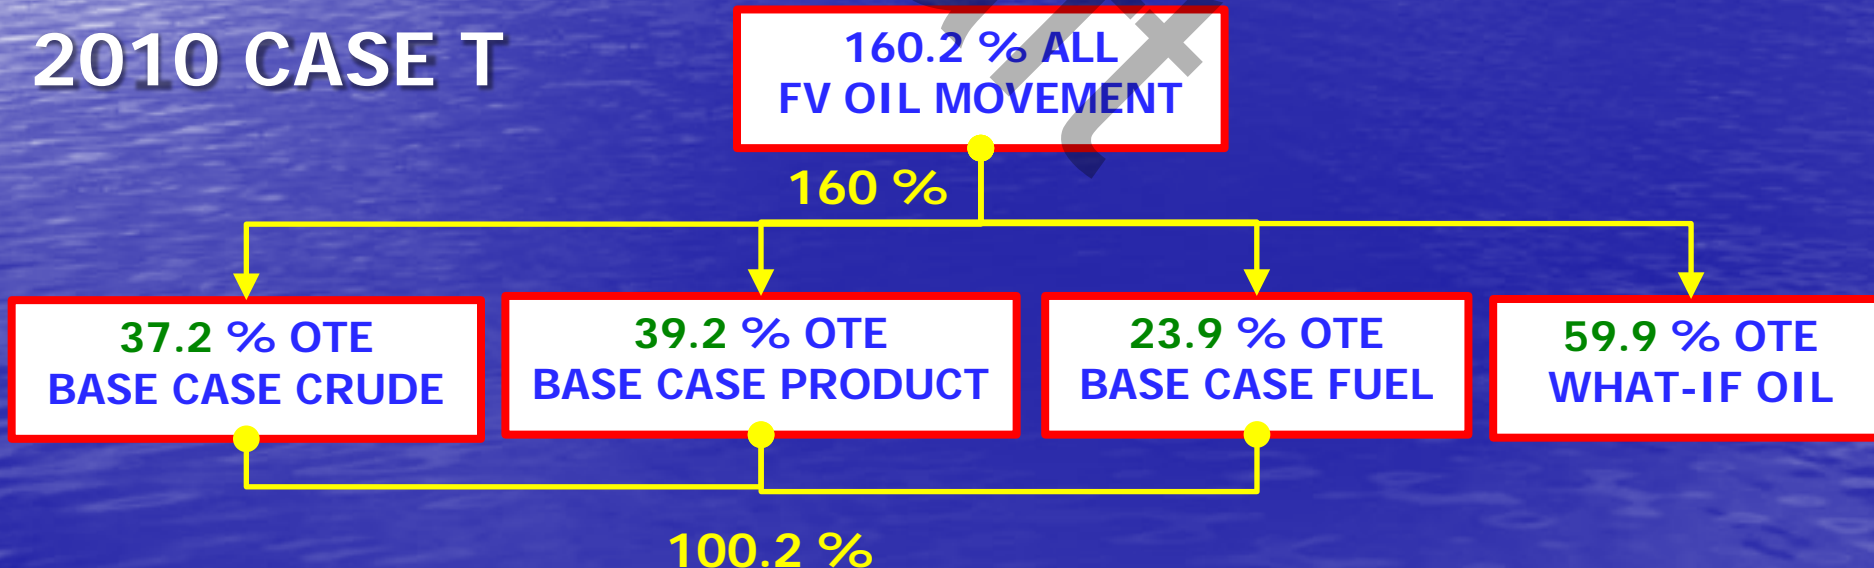 2010 CASE T
160.2 % ALL
FV OIL MOVEMENT
160 %
37.2 % OTE
BASE CASE CRUDE
39.2 % OTE
BASE CASE PRODUCT
23.9 % OTE
BASE CASE FUEL
59.9 % OTE
WHAT-IF OIL
100.2 %